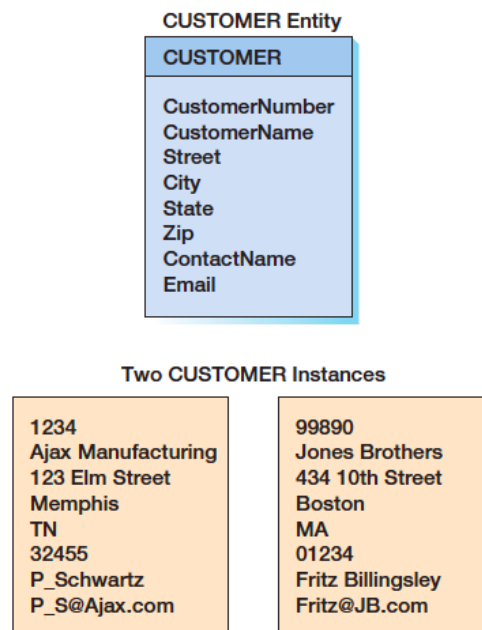 CUSTOMER Entity
CUSTOMER
CustomerNumber
CustomerName
Street
City
State
Zip
ContactName
Email
Two CUSTOMER Instances
1234
Ajax Manufacturing
123 Elm Street
Memphis
TN
32455
P_Schwartz
P_S@Ajax.com
99890
Jones Brothers
434 10th Street
Boston
MA
01234
Fritz Billingsley
Fritz@JB.com